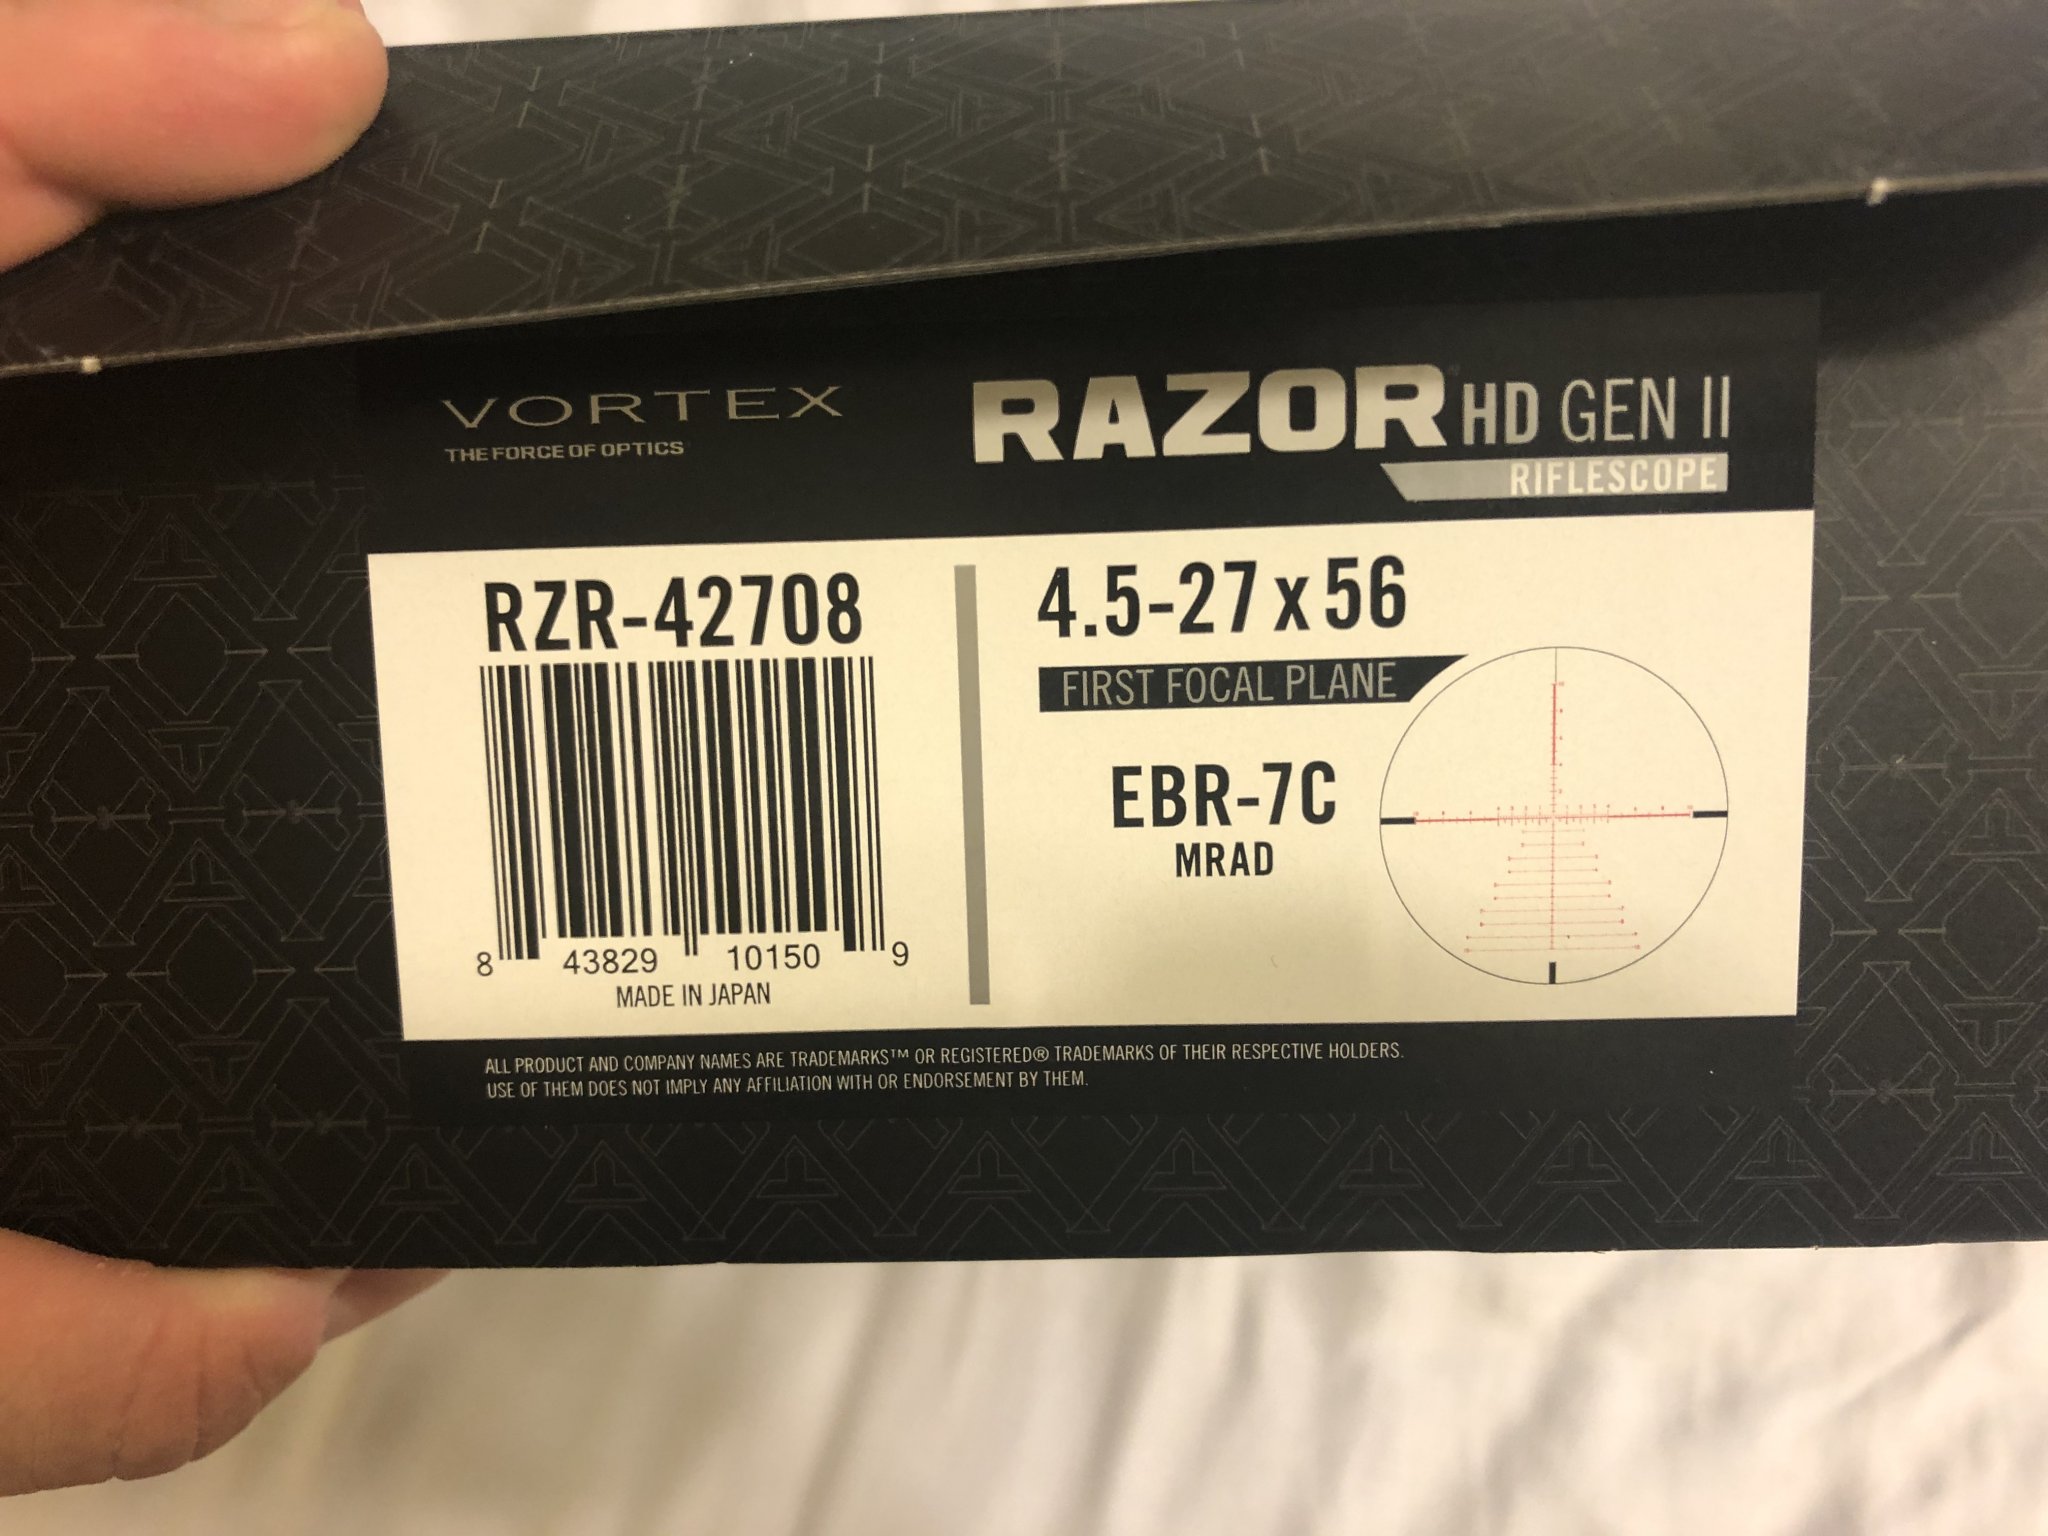 VORTEX
THE FORCE OF OPTICS
RAZOR HD GEN II
RIFLESCOPE
RZR-42708
8 43829 10150 9
MADE IN JAPAN
4.5-27 x 56
FIRST FOCAL PLANE
EBR-7C
MRAD
ALL PRODUCT AND COMPANY NAMES ARE TRADEMARKS™ OR REGISTERED® TRADEMARKS OF THEIR RESPECTIVE HOLDERS.
USE OF THEM DOES NOT IMPLY ANY AFFILIATION WITH OR ENDORSEMENT BY THEM.